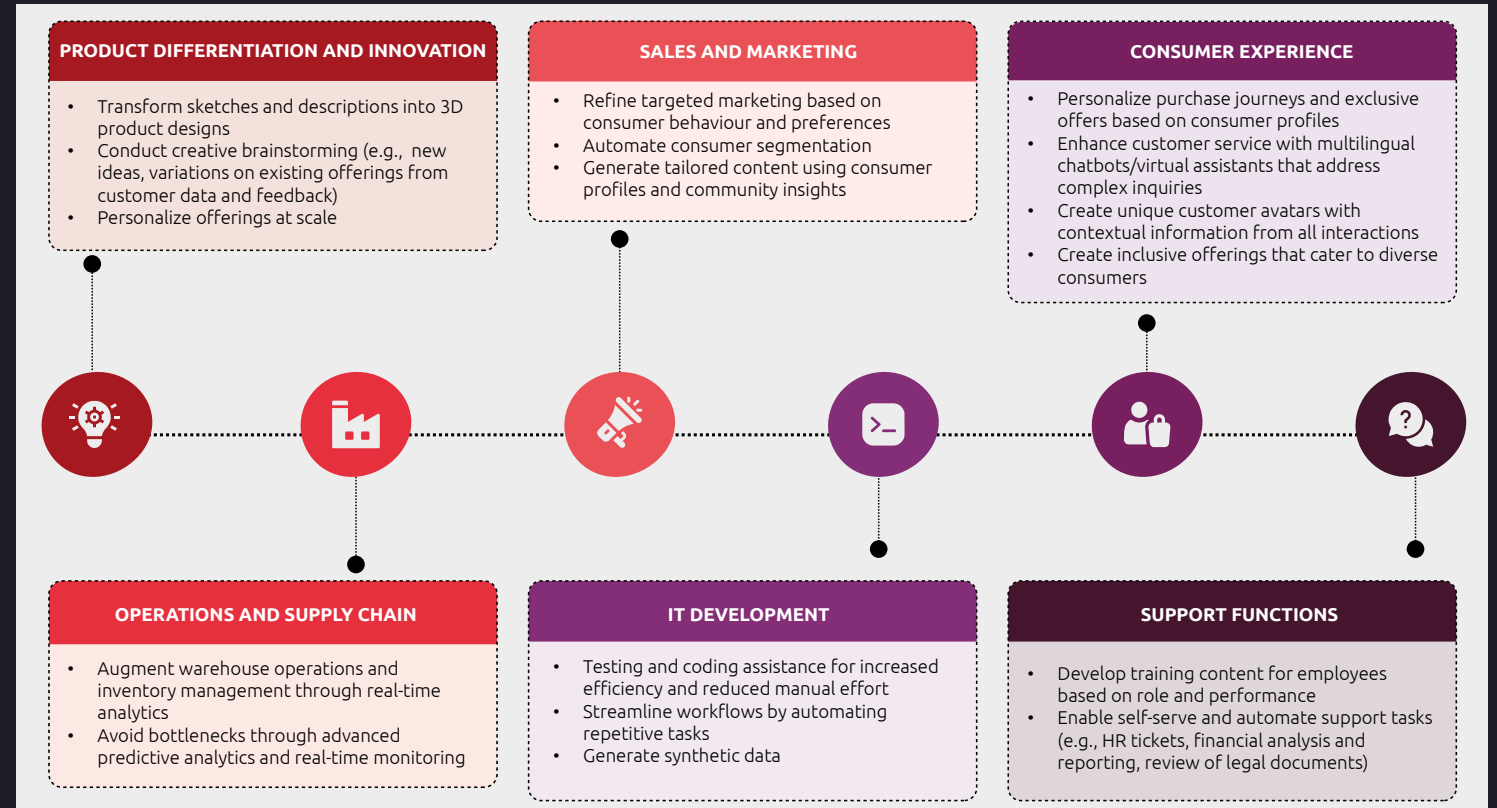 PRODUCT DIFFERENTIATION AND INNOVATION
• Transform sketches and descriptions into 3D
product designs
• Conduct creative brainstorming (e.g., new
ideas, variations on existing offerings from
customer data and feedback)
• Personalize offerings at scale
SALES AND MARKETING
• Refine targeted marketing based on
consumer behaviour and preferences
• Automate consumer segmentation
• Generate tailored content using consumer
profiles and community insights
CONSUMER EXPERIENCE
• Personalize purchase journeys and exclusive
offers based on consumer profiles
• Enhance customer service with multilingual
chatbots/virtual assistants that address
complex inquiries
• Create unique customer avatars with
contextual information from all interactions
• Create inclusive offerings that cater to diverse
consumers
>_
?
OPERATIONS AND SUPPLY CHAIN
• Augment warehouse operations and
inventory management through real-time
analytics
• Avoid bottlenecks through advanced
predictive analytics and real-time monitoring
IT DEVELOPMENT
• Testing and coding assistance for increased
efficiency and reduced manual effort
• Streamline workflows by automating
repetitive tasks
• Generate synthetic data
SUPPORT FUNCTIONS
• Develop training content for employees
based on role and performance
• Enable self-serve and automate support tasks
(e.g., HR tickets, financial analysis and
reporting, review of legal documents)